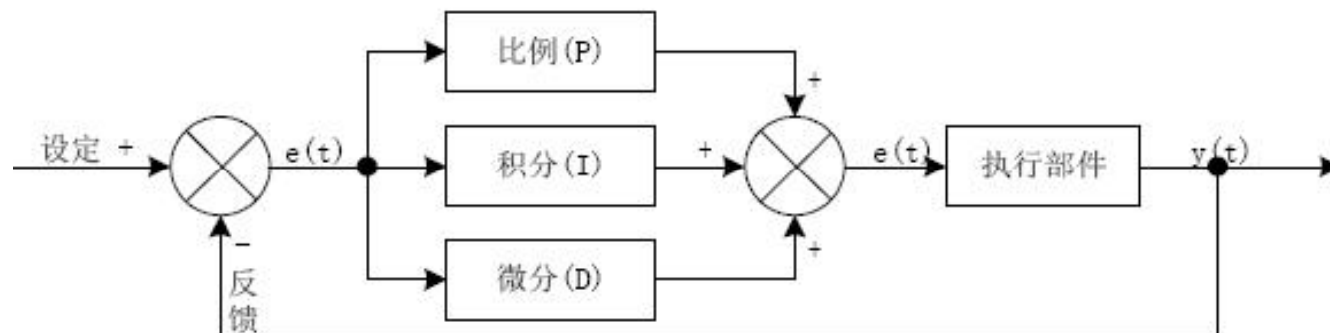 比例(P)
+
设定 +
e(t)
积分(I)
+
e(t)
执行部件
y(t)
-
反
馈
微分(D)
+